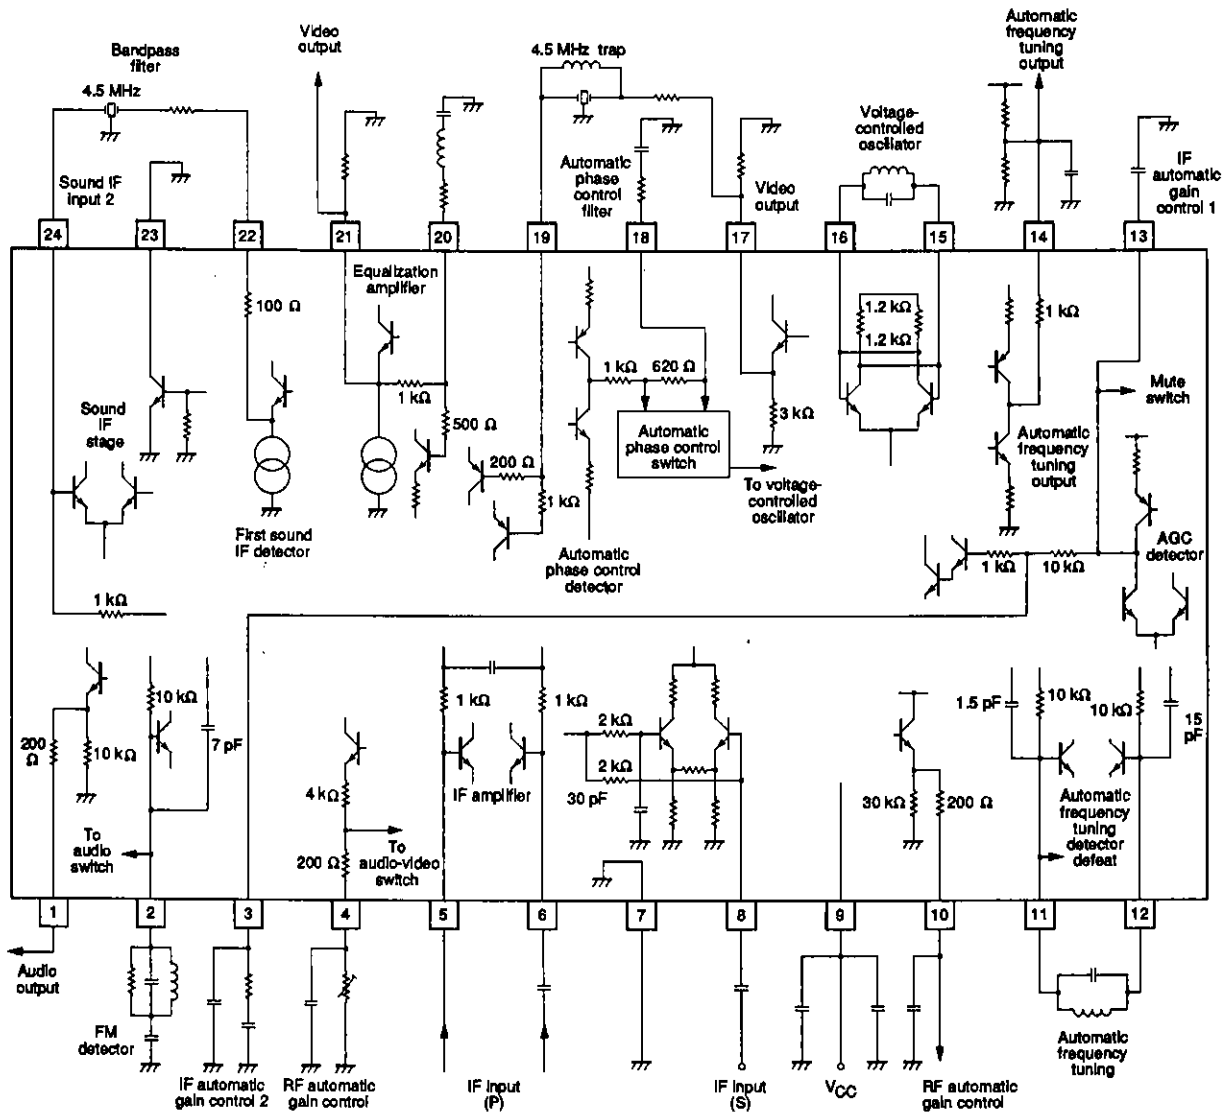 Bandpass
filter
4.5 MHz
Video
output
4.5 MHz trap
Automatic
frequency
tuning
output
Sound IF
input 2
Automatic
phase
control
filter
Video output
Voltage-
controlled
oscillator
IF
automatic
gain
control 1
24
23
22
21
20
19
18
17
16
15
14
13
100 Ω
Equalization
amplifier
1 kΩ
500 Ω
200 Ω
1 kΩ
1 kΩ
620 Ω
Automatic
phase control
switch
3 kΩ
1.2 kΩ
1.2 kΩ
1 kΩ
Mute
switch
Sound
IF
stage
First sound
IF detector
Automatic
phase control
detector
To voltage-
controlled
oscillator
Automatic
frequency
tuning
output
AGC
detector
1 kΩ
10 kΩ
1 kΩ
200
Ω
10 kΩ
10 kΩ
7 pF
To
audio
switch
4 kΩ
200 Ω
To
audio-video
switch
1 kΩ
1 kΩ
IF amplifier
2 kΩ
2 kΩ
30 pF
30 kΩ
200 Ω
1.5 pF
10 kΩ
10 kΩ
15
pF
Automatic
frequency
tuning
detector
defeat
1
2
3
4
5
6
7
8
9
10
11
12
Audio
output
FM
detector
IF automatic
gain control 2
RF automatic
gain control
IF input
(P)
IF input
(S)
VCC
RF automatic
gain control
Automatic
frequency
tuning